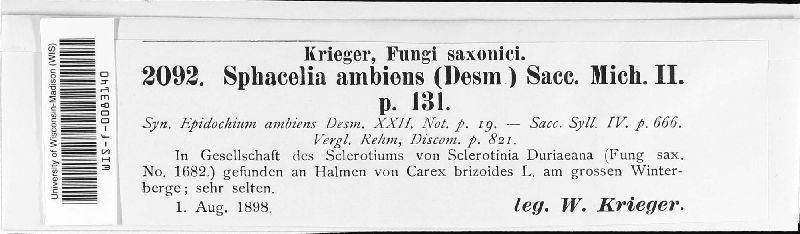 Krieger, Fungi saxonici.
2092. Sphacelia ambiens (Desm) Sacc. Mich. II.
p. 131.
Syn. Epidochium ambiens Desm. XXII. Not. p. 19. — Sacc. Syll. IV. p. 666.
Vergl. Rehm, Discom. p. 821.
In Gesellschaft des Sclerotiums von Sclerotinia Duriaeana (Fung sax.
No. 1682.) gefunden an Halmen von Carex brizoides L. am grossen Winter-
berge; sehr selten.
1. Aug. 1898.
leg. W. Krieger.
University of Wisconsin-Madison (WIS)
WIS-f-0083140